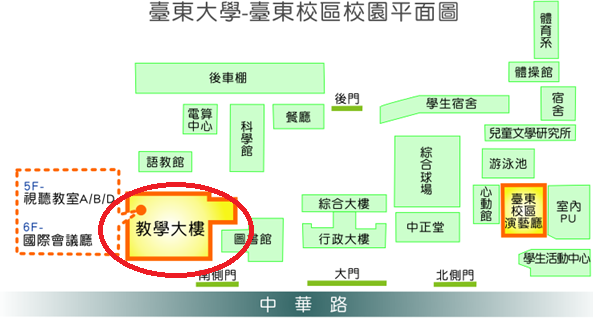 臺東大學-臺東校區校園平面圖
體育系
後車棚
體操館
後門
電算
中心
科學館
餐廳
學生宿舍
宿舍
兒童文學研究所
語教館
綜合球場
游泳池
5F-
視聽教室A/B/D
6F-
國際會議廳
教學大樓
圖書館
綜合大樓
行政大樓
中正堂
心動館
臺東
校區
演藝廳
室內
PU
學生活動中心
南側門
大門
北側門
中華路